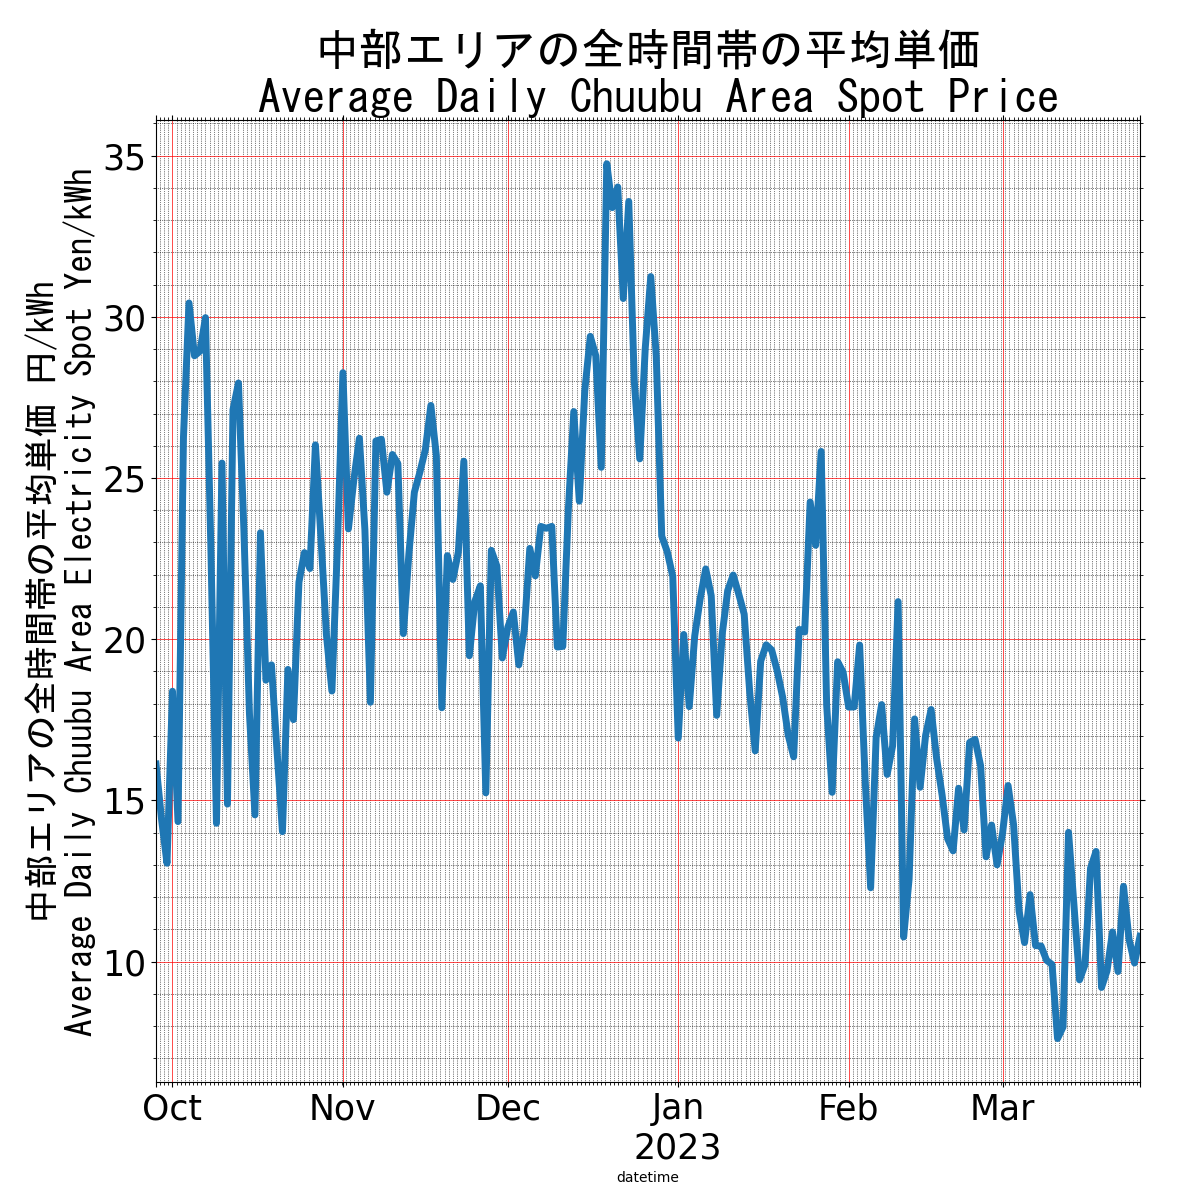 中部エリアの全時間帯の平均単価
Average Daily Chuubu Area Spot Price
中部エリアの全時間帯の平均単価 円/kWh
Average Daily Chuubu Area Electricity Spot Yen/kWh
35
30
25
20
15
10
Oct
Nov
Dec
Jan
2023
Feb
Mar
datetime